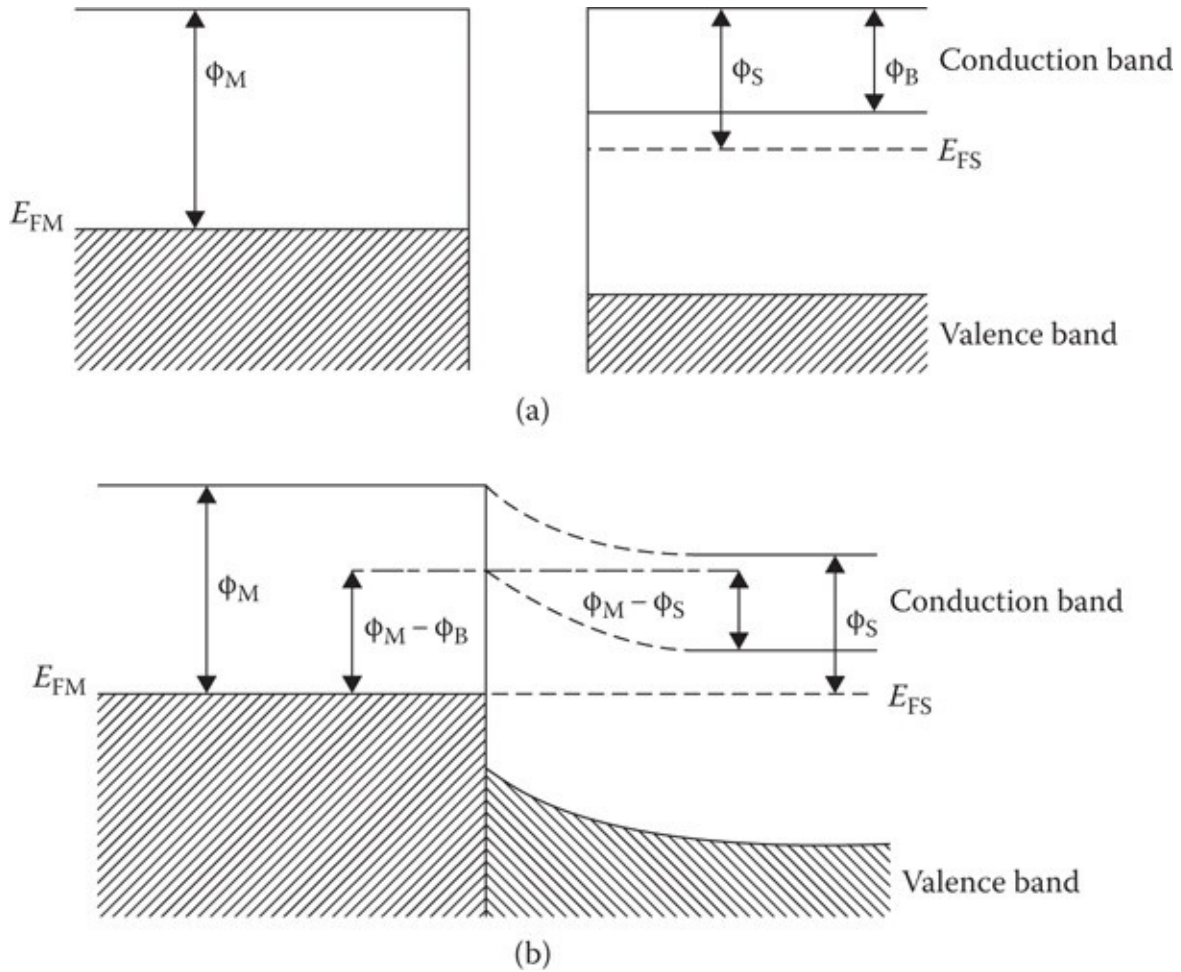 ϕM
ϕS
ϕB
Conduction band
EFM
EFS
Valence band
(a)
ϕM
ϕM – ϕB
ϕM – ϕS
ϕS
Conduction band
EFM
EFS
Valence band
(b)